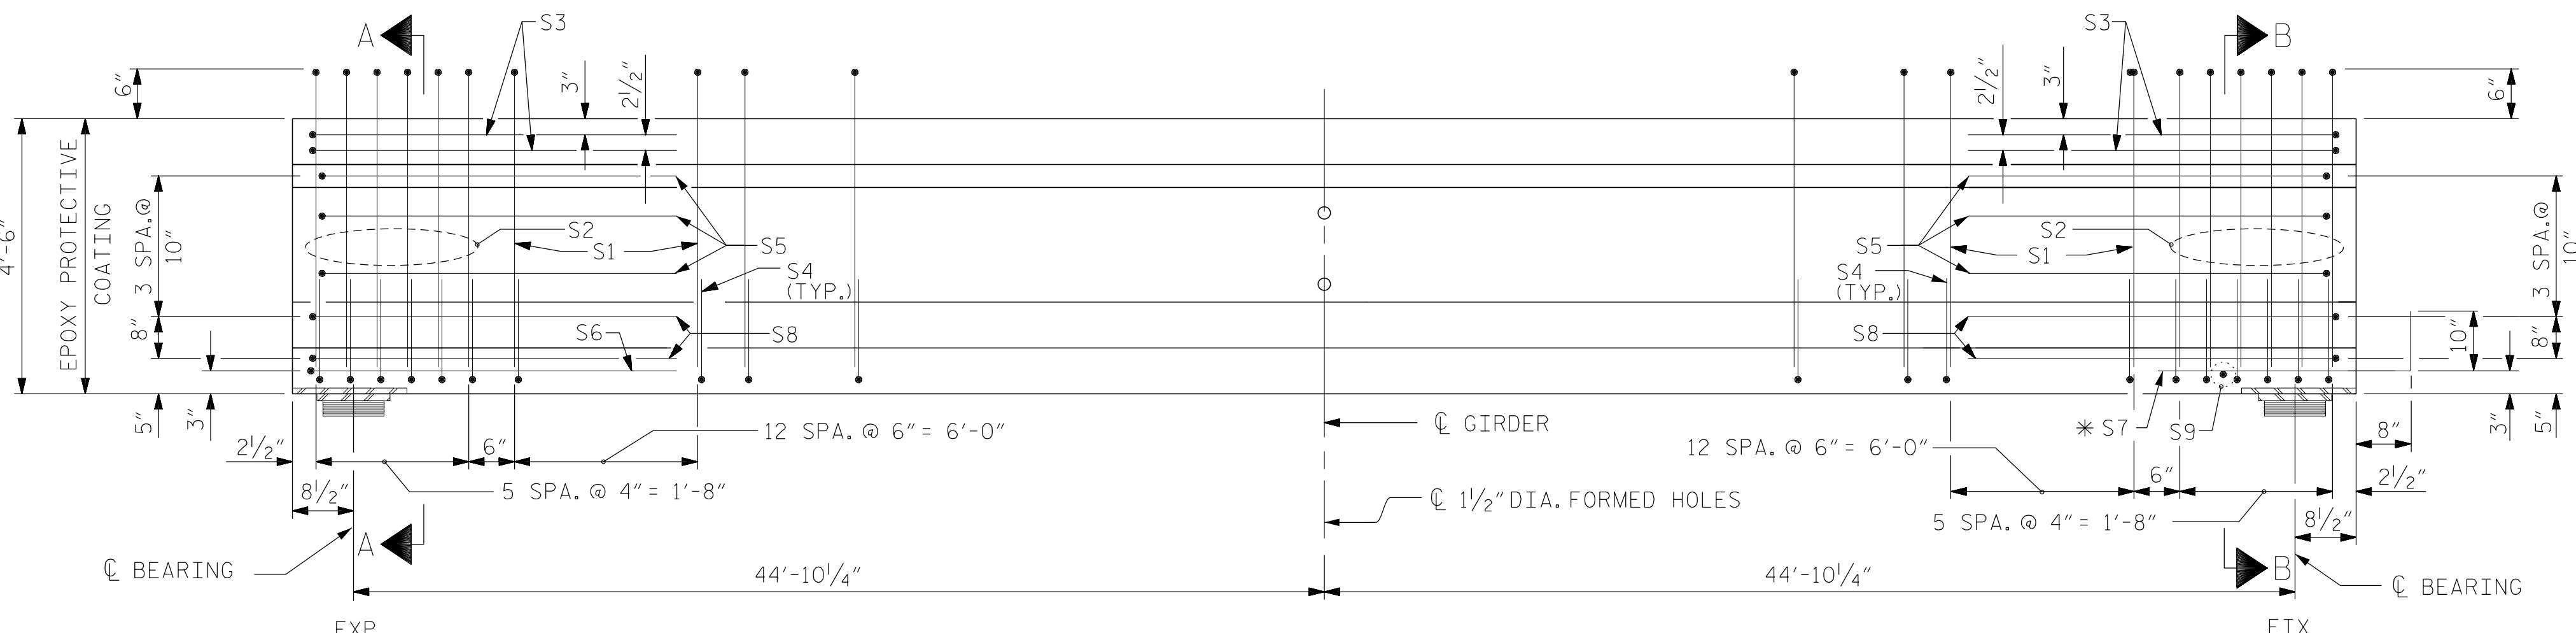 A
S3
S3
B
6"
3"
2½"
2½"
3"
6"
4'-6"
EPOXY PROTECTIVE
COATING
3 SPA.@
10"
S2
S1
S5
S4
(TYP.)
S5
S2
S1
S4
(TYP.)
3 SPA.@
10"
8"
S6
S8
S8
10"
8"
5"
3"
✳ S7
S9
3"
5"
2½"
6"
12 SPA. @ 6" = 6'-0"
℄ GIRDER
12 SPA. @ 6" = 6'-0"
8"
6"
2½"
8½"
5 SPA. @ 4" = 1'-8"
℄ 1½" DIA. FORMED HOLES
5 SPA. @ 4" = 1'-8"
8½"
A
℄ BEARING
44'-10¼"
44'-10¼"
B
℄ BEARING
EXP
FIX